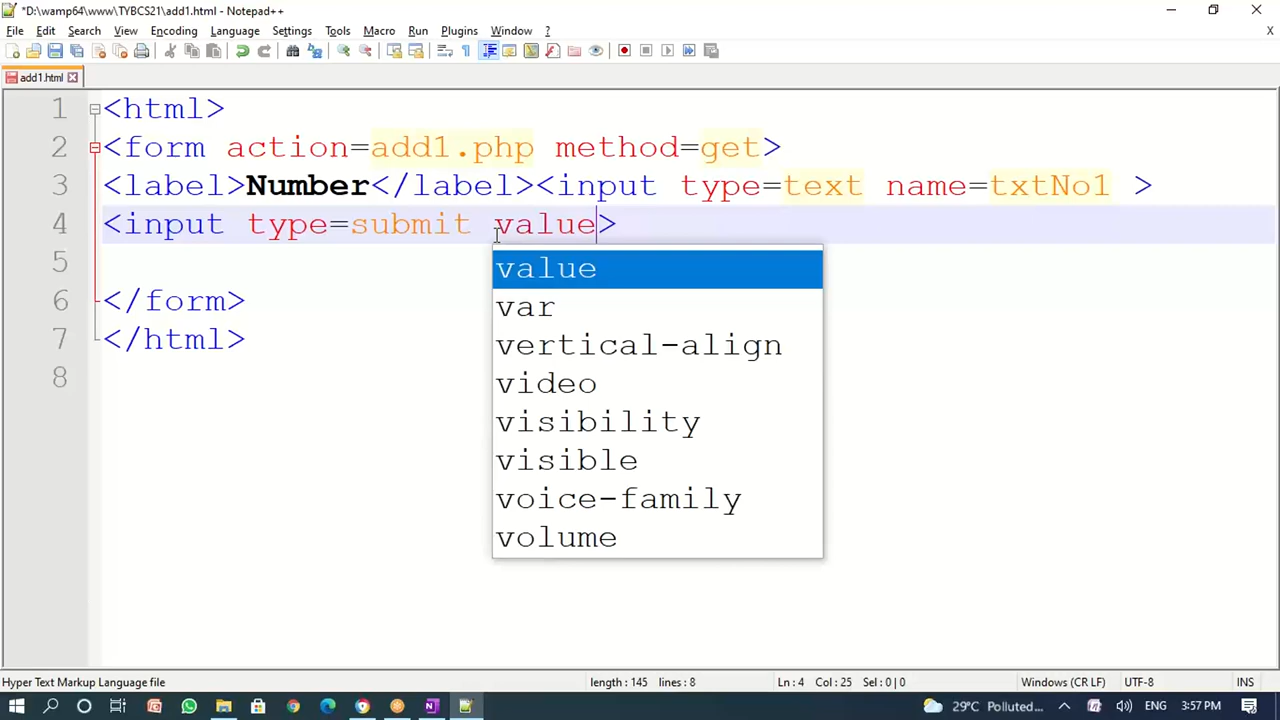 *D:\wamp64\www\TYBCS21\add1.html - Notepad++
File Edit Search View Encoding Language Settings Tools Macro Run Plugins Window ? X
add1.html
1 <html>
2 <form action=add1.php method=get>
3 <label>Number</label><input type=text name=txtNo1 >
4 <input type=submit value>
5
6 </form>
7 </html>
8
value
var
vertical-align
video
visibility
visible
voice-family
volume
Hyper Text Markup Language file length : 145 lines : 8 Ln : 4 Col : 25 Sel : 0 | 0 Windows (CR LF) UTF-8 INS
29°C Polluted... ENG 3:57 PM